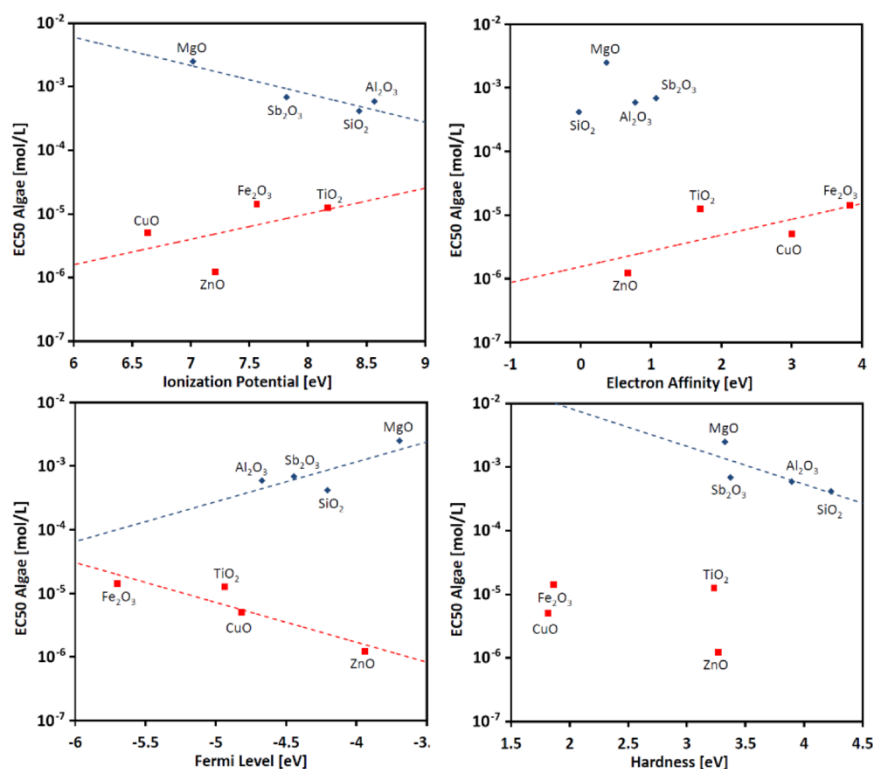 10⁻²
MgO
10⁻³
Al₂O₃
Sb₂O₃
SiO₂
10⁻⁴
EC50 Algae [mol/L]
Fe₂O₃
TiO₂
10⁻⁵
CuO
10⁻⁶
ZnO
10⁻⁷
6 6.5 7 7.5 8 8.5 9
Ionization Potential [eV]
10⁻²
MgO
10⁻³
Sb₂O₃
SiO₂
Al₂O₃
10⁻⁴
EC50 Algae [mol/L]
Fe₂O₃
TiO₂
10⁻⁵
CuO
10⁻⁶
ZnO
10⁻⁷
-1 0 1 2 3 4
Electron Affinity [eV]
10⁻²
MgO
Sb₂O₃
Al₂O₃
10⁻³
SiO₂
10⁻⁴
EC50 Algae [mol/L]
TiO₂
Fe₂O₃
10⁻⁵
CuO
10⁻⁶
ZnO
10⁻⁷
-6 -5.5 -5 -4.5 -4 -3.
Fermi Level [eV]
10⁻²
MgO
Al₂O₃
10⁻³
Sb₂O₃
SiO₂
10⁻⁴
EC50 Algae [mol/L]
TiO₂
Fe₂O₃
10⁻⁵
CuO
10⁻⁶
ZnO
10⁻⁷
1.5 2 2.5 3 3.5 4 4.5
Hardness [eV]